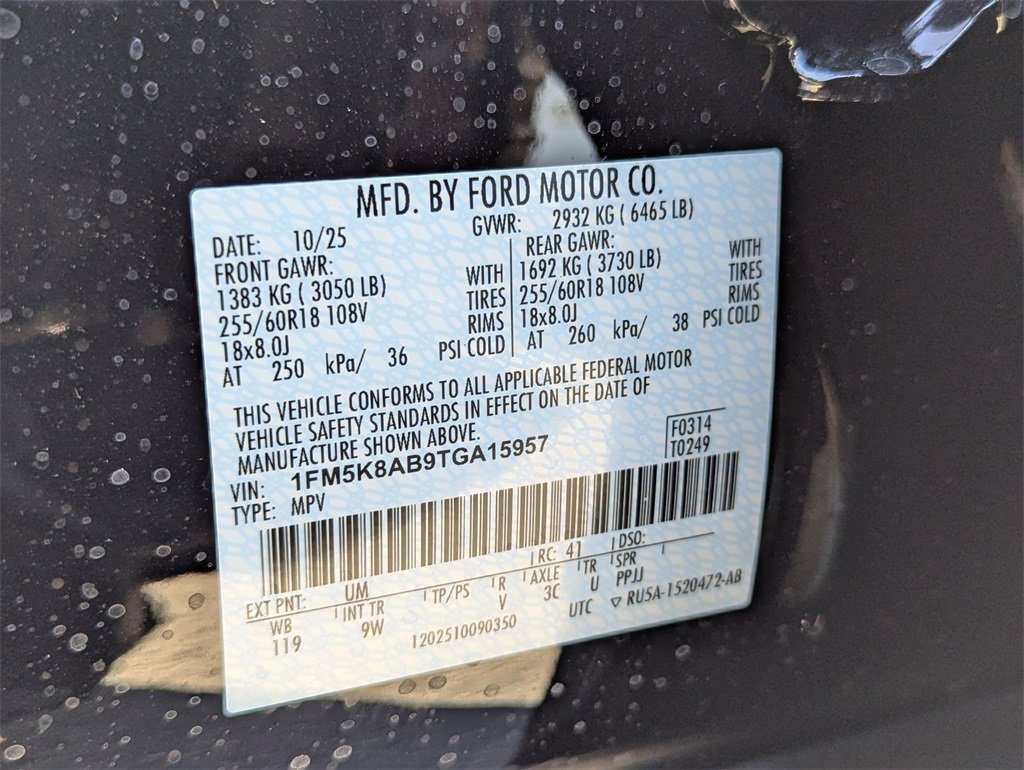 MFD. BY FORD MOTOR CO.
DATE: 10/25 GVWR: 2932 KG ( 6465 LB)
FRONT GAWR: REAR GAWR:
1383 KG ( 3050 LB) WITH 1692 KG ( 3730 LB) WITH
255/60R18 108V TIRES 255/60R18 108V TIRES
18x8.0J RIMS 18x8.0J RIMS
AT 250 kPa/ 36 PSI COLD AT 260 kPa/ 38 PSI COLD
THIS VEHICLE CONFORMS TO ALL APPLICABLE FEDERAL MOTOR
VEHICLE SAFETY STANDARDS IN EFFECT ON THE DATE OF
MANUFACTURE SHOWN ABOVE.
F0314
T0249
VIN: 1FM5K8AB9TGA15957
TYPE: MPV
EXT PNT: UM RC: 41 DSO:
WB INT TR TP/PS R AXLE TR SPR
119 9W V 3C U PPJJ
1202510090350 UTC ▽ RU5A-1520472-AB